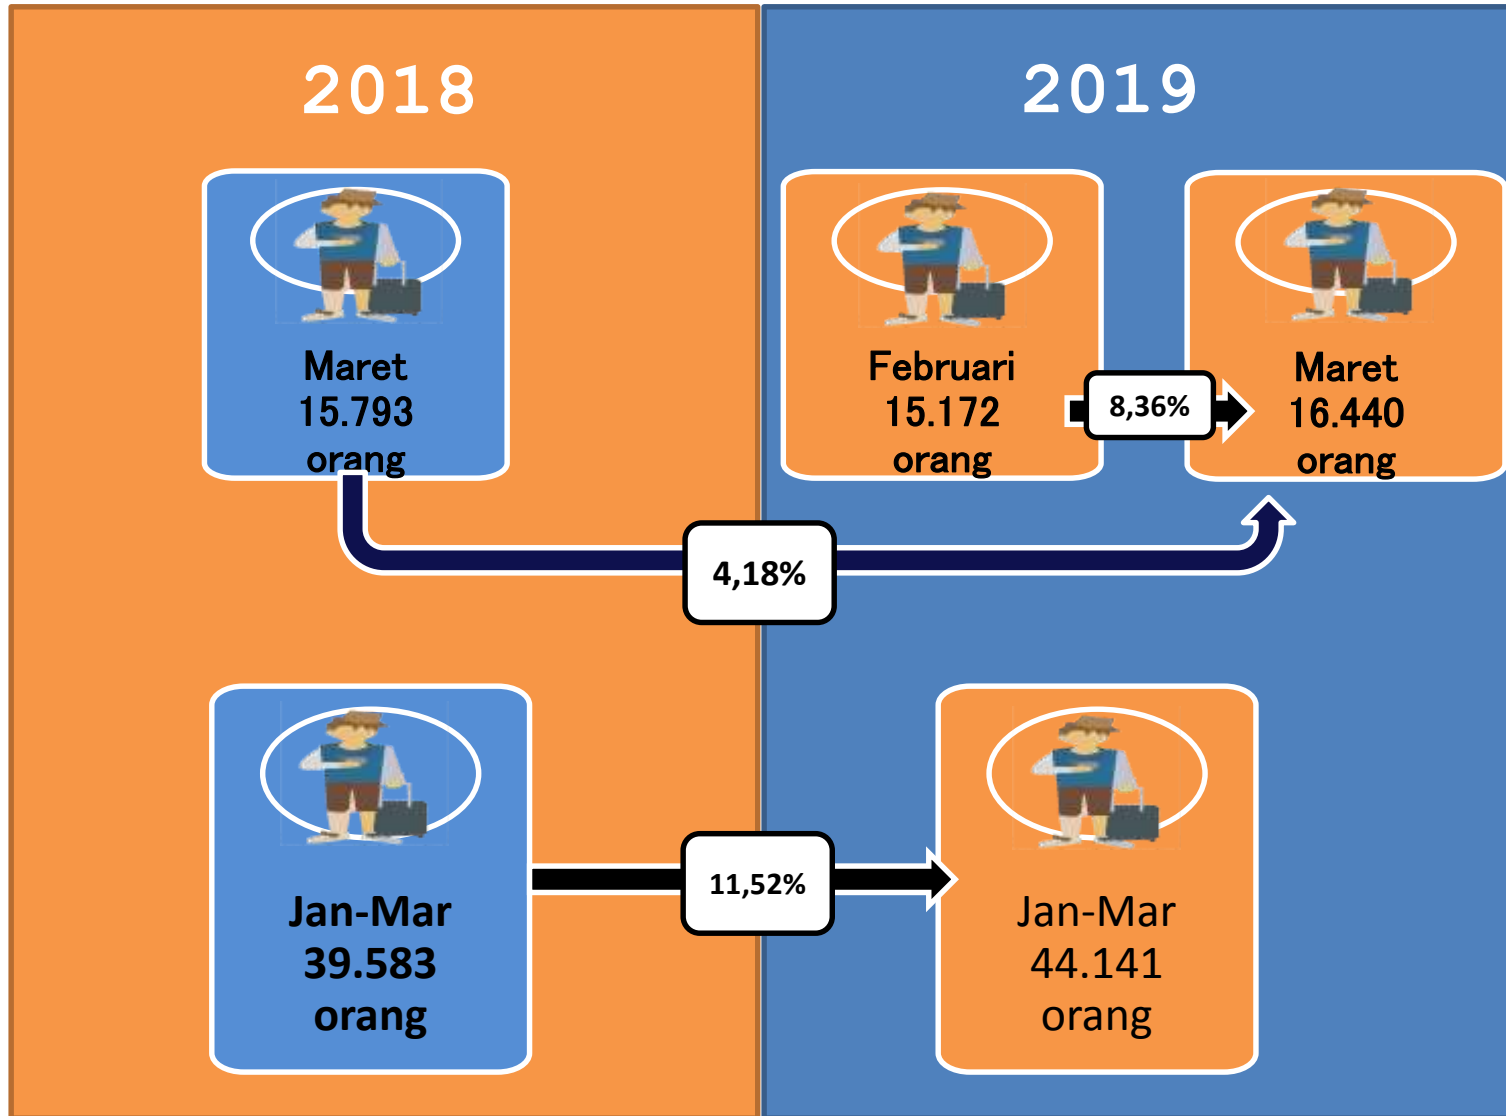 2018
2019
Maret
15.793
orang
Februari
15.172
orang
8,36%
Maret
16.440
orang
4,18%
Jan-Mar
39.583
orang
11,52%
Jan-Mar
44.141
orang